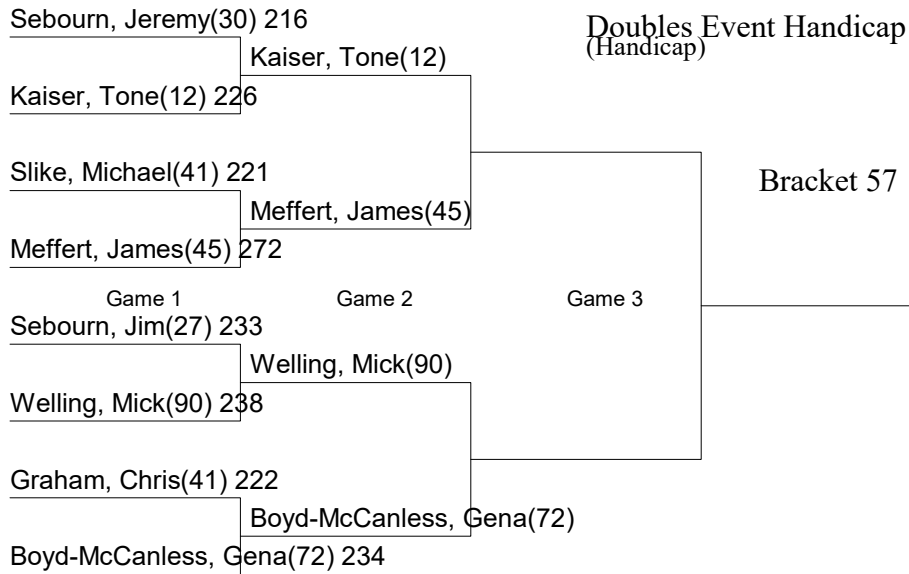 Sebourn, Jeremy(30) 216
Doubles Event Handicap
(Handicap)
Kaiser, Tone(12)
Kaiser, Tone(12) 226
Slike, Michael(41) 221
Bracket 57
Meffert, James(45)
Meffert, James(45) 272
Game 1 Game 2 Game 3
Sebourn, Jim(27) 233
Welling, Mick(90)
Welling, Mick(90) 238
Graham, Chris(41) 222
Boyd-McCanless, Gena(72)
Boyd-McCanless, Gena(72) 234